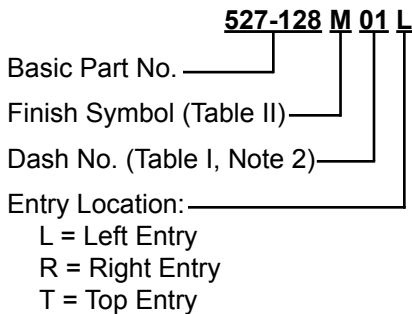 527-128 M 01 L
Basic Part No.
Finish Symbol (Table II)
Dash No. (Table I, Note 2)
Entry Location:
L = Left Entry
R = Right Entry
T = Top Entry